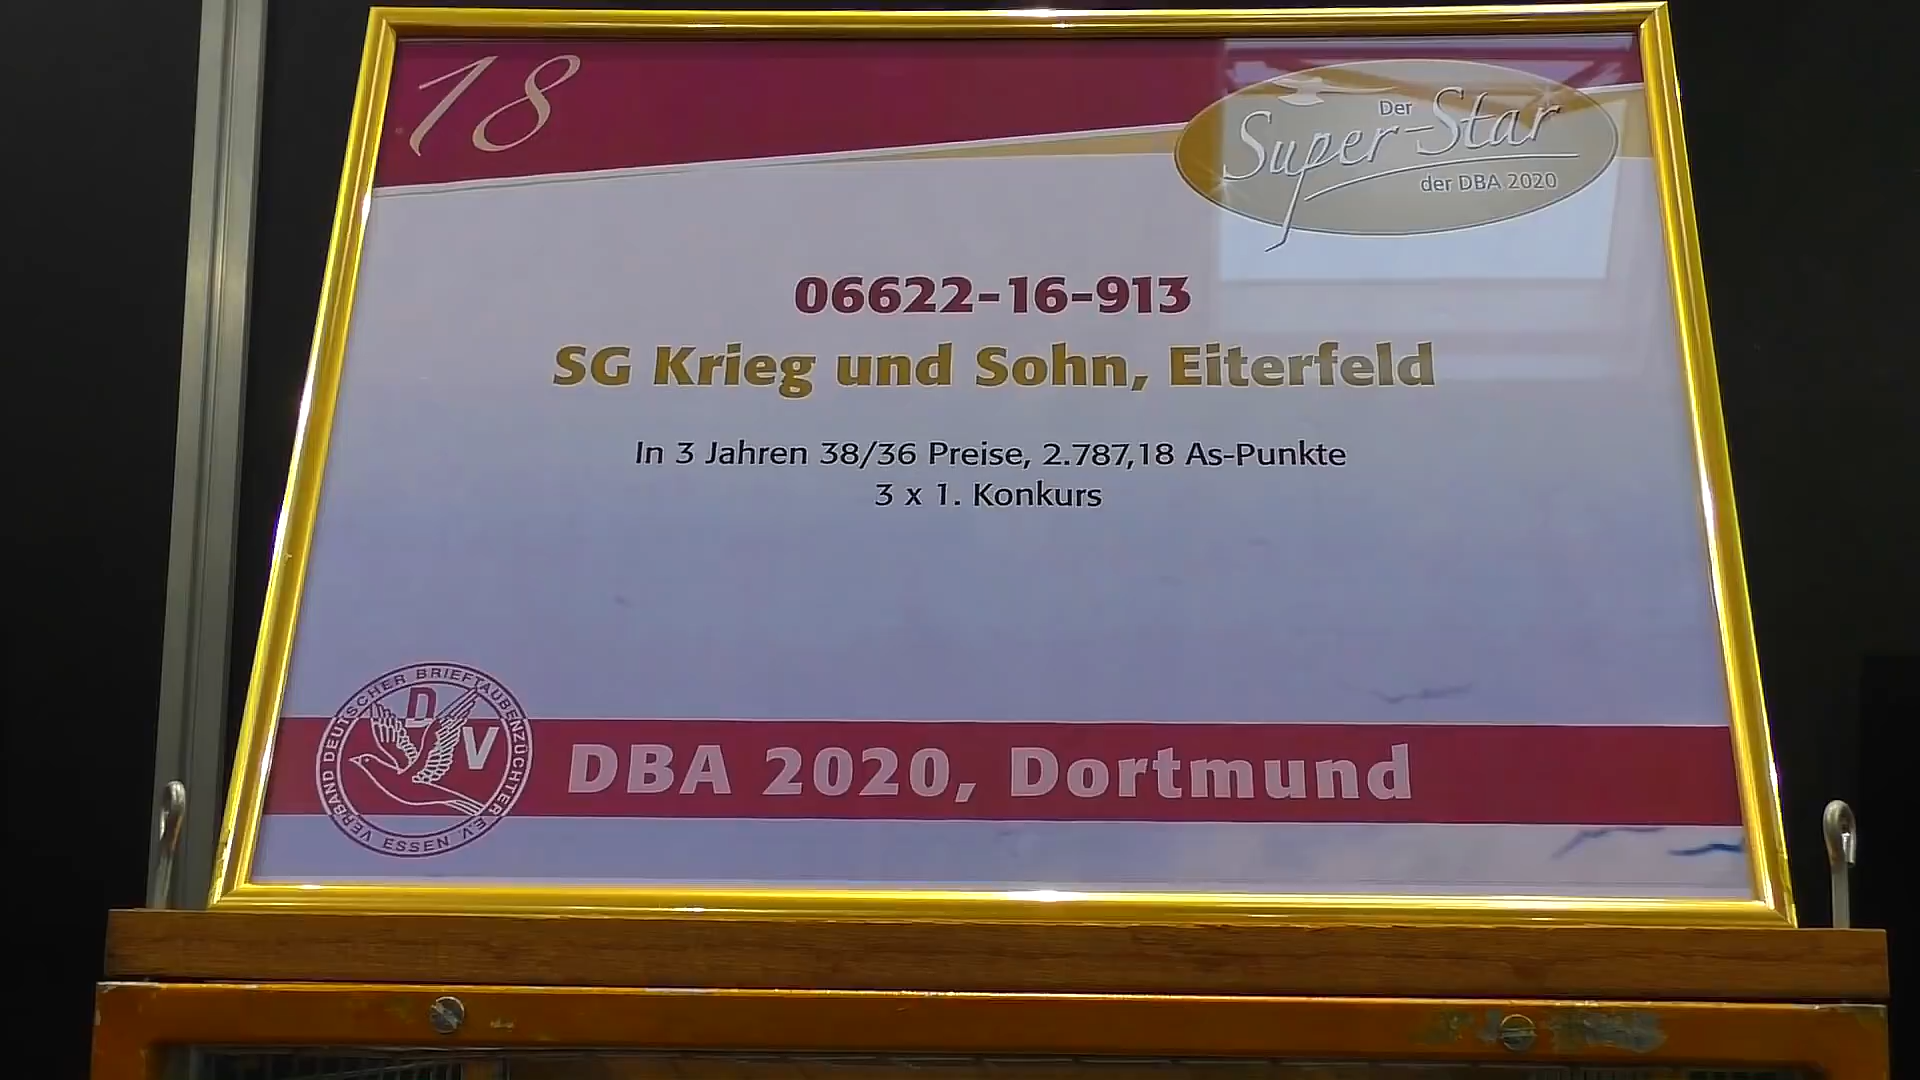 18
Der
Super-Star
der DBA 2020
06622-16-913
SG Krieg und Sohn, Eiterfeld
In 3 Jahren 38/36 Preise, 2.787,18 As-Punkte
3 x 1. Konkurs
VERBAND DEUTSCHER BRIEFTAUBENZÜCHTER E.V. ESSEN
D
V
DBA 2020, Dortmund